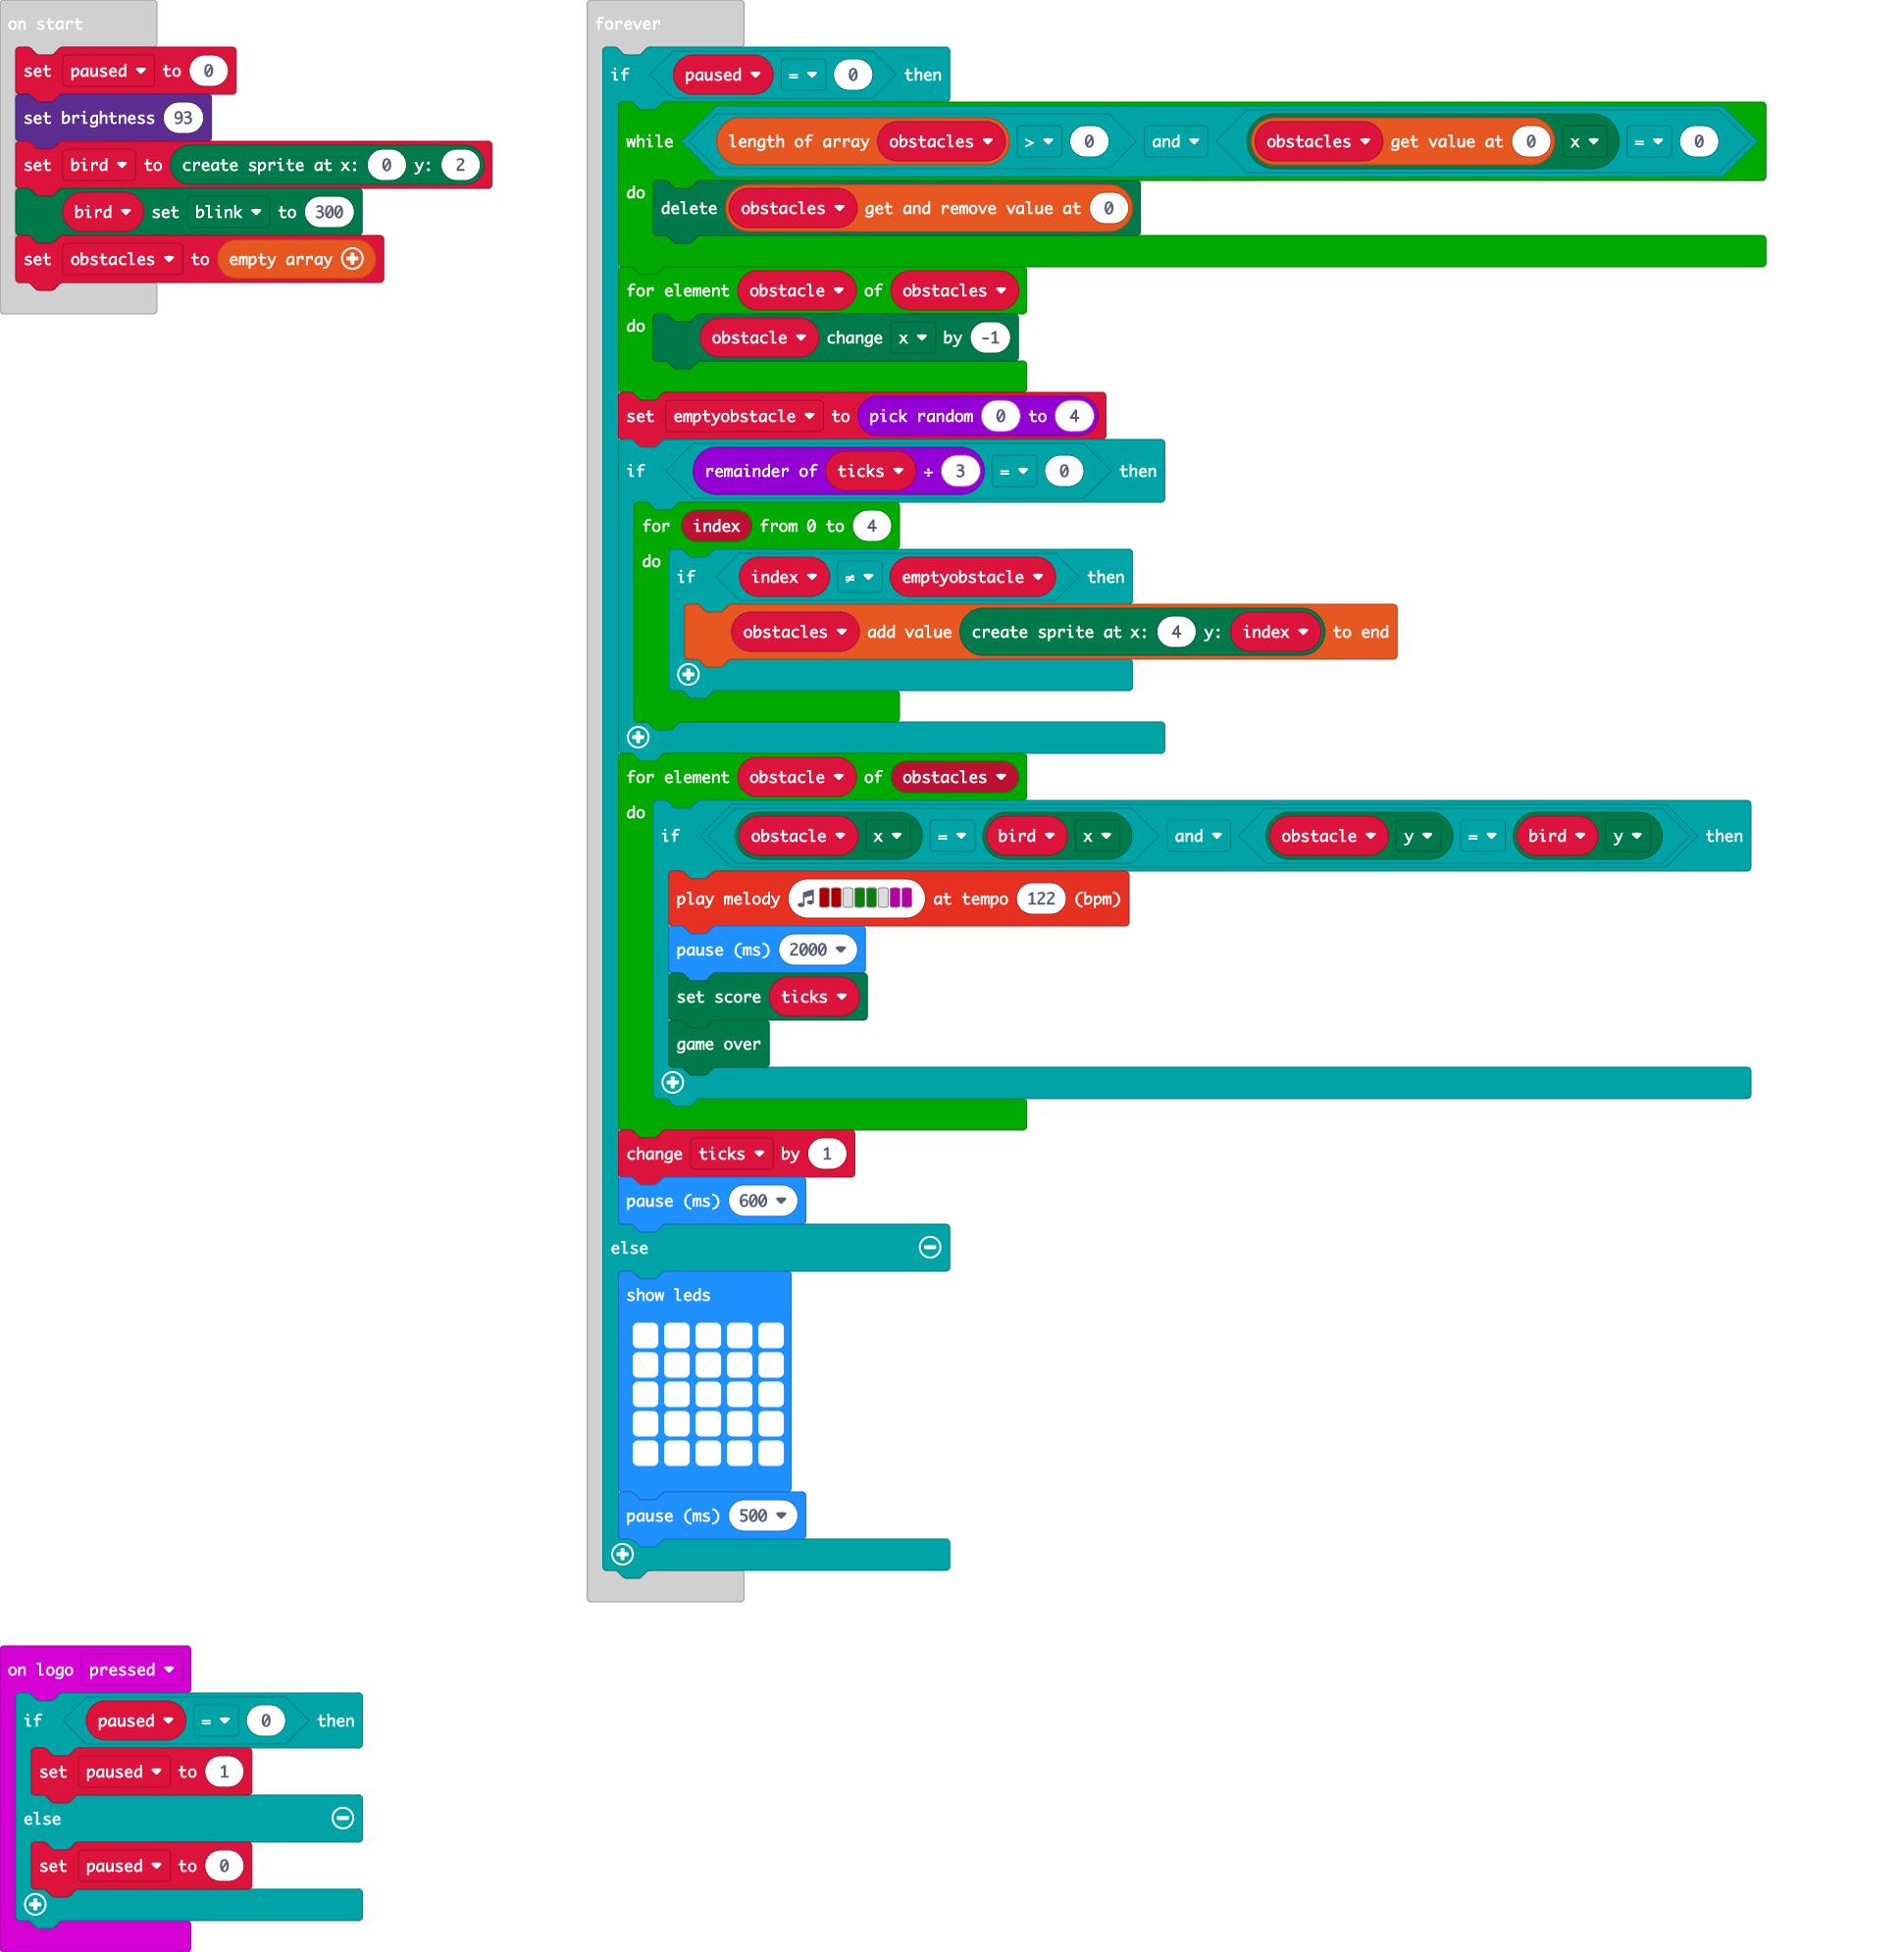 on start
set paused to 0
set brightness 93
set bird to create sprite at x: 0 y: 2
bird set blink to 300
set obstacles to empty array
forever
if paused = 0 then
while length of array obstacles > 0 and obstacles get value at 0 x = 0
do
delete obstacles get and remove value at 0
for element obstacle of obstacles
do
obstacle change x by -1
set emptyobstacle to pick random 0 to 4
if remainder of ticks ÷ 3 = 0 then
for index from 0 to 4
do
if index ≠ emptyobstacle then
obstacles add value create sprite at x: 4 y: index to end
for element obstacle of obstacles
do
if obstacle x = bird x and obstacle y = bird y then
play melody at tempo 122 (bpm)
pause (ms) 2000
set score ticks
game over
change ticks by 1
pause (ms) 600
else
show leds
pause (ms) 500
on logo pressed
if paused = 0 then
set paused to 1
else
set paused to 0